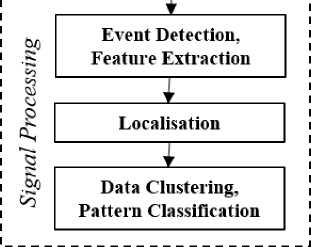 Signal Processing
Event Detection,
Feature Extraction
Localisation
Data Clustering,
Pattern Classification